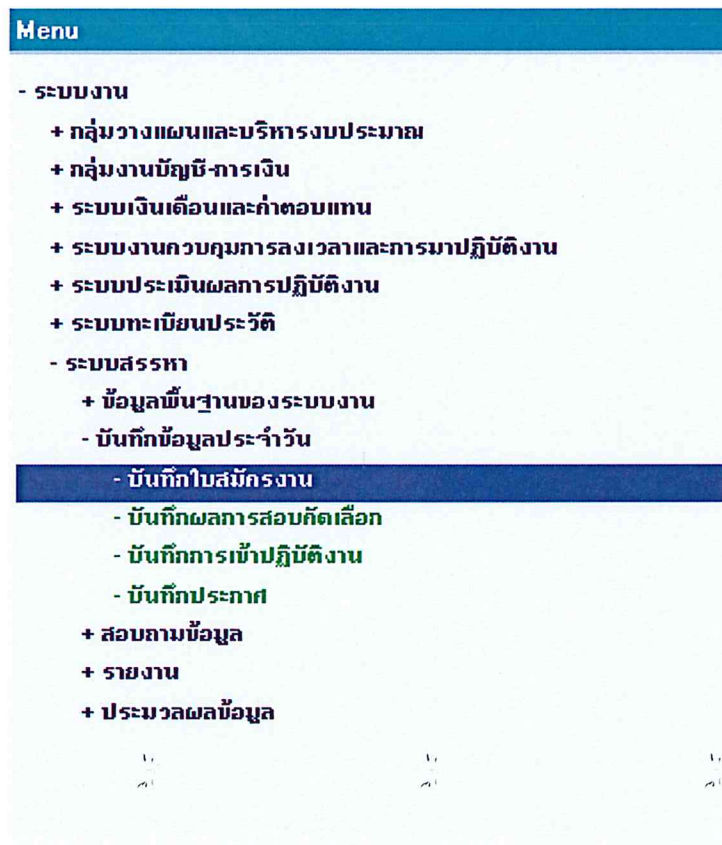 Menu
- ระบบงาน
+ กลุ่มวางแผนและบริหารงบประมาณ
+ กลุ่มงานบัญชี-การเงิน
+ ระบบเงินเดือนและค่าตอบแทน
+ ระบบงานควบคุมการลงเวลาและการมาปฏิบัติงาน
+ ระบบประเมินผลการปฏิบัติงาน
+ ระบบทะเบียนประวัติ
- ระบบสรรหา
+ ข้อมูลพื้นฐานของระบบงาน
- บันทึกข้อมูลประจำวัน
- บันทึกใบสมัครงาน
- บันทึกผลการสอบคัดเลือก
- บันทึกการเข้าปฏิบัติงาน
- บันทึกประกาศ
+ สอบถามข้อมูล
+ รายงาน
+ ประมวลผลข้อมูล